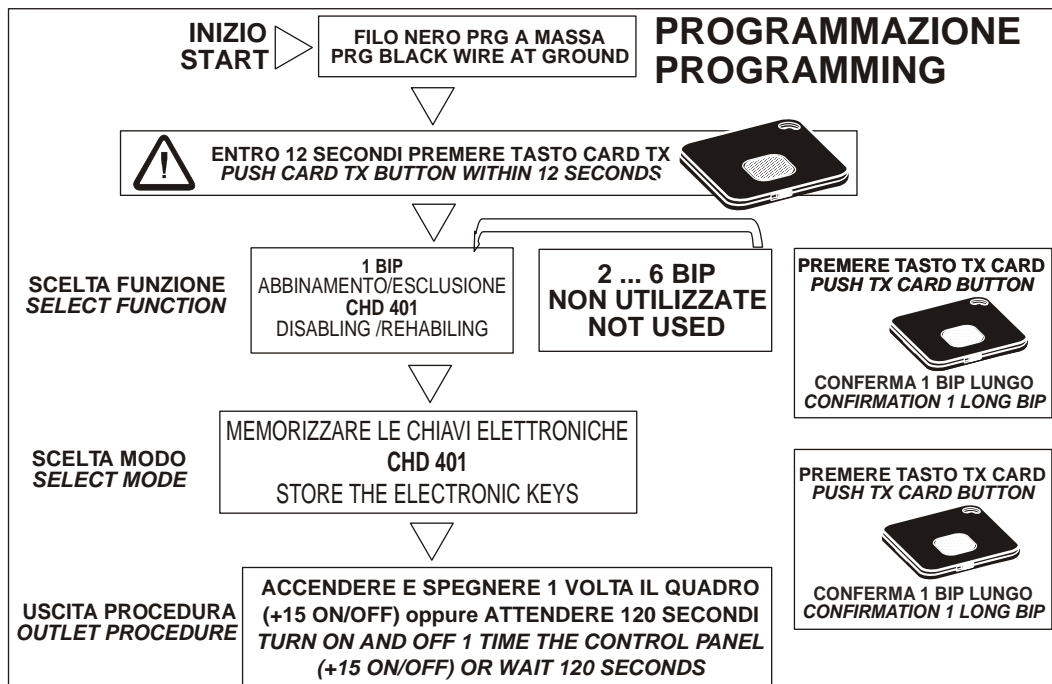 INIZIO
START
FILO NERO PRG A MASSA
PRG BLACK WIRE AT GROUND
PROGRAMMAZIONE
PROGRAMMING
ENTRO 12 SECONDI PREMERE TASTO CARD TX
PUSH CARD TX BUTTON WITHIN 12 SECONDS
SCELTA FUNZIONE
SELECT FUNCTION
1 BIP
ABBINAMENTO/ESCLUSIONE
CHD 401
DISABLING /REHABILING
2 ... 6 BIP
NON UTILIZZATE
NOT USED
PREMERE TASTO TX CARD
PUSH TX CARD BUTTON
CONFERMA 1 BIP LUNGO
CONFIRMATION 1 LONG BIP
SCELTA MODO
SELECT MODE
MEMORIZZARE LE CHIAVI ELETTRONICHE
CHD 401
STORE THE ELECTRONIC KEYS
PREMERE TASTO TX CARD
PUSH TX CARD BUTTON
CONFERMA 1 BIP LUNGO
CONFIRMATION 1 LONG BIP
USCITA PROCEDURA
OUTLET PROCEDURE
ACCENDERE E SPEGNERE 1 VOLTA IL QUADRO
(+15 ON/OFF) oppure ATTENDERE 120 SECONDI
TURN ON AND OFF 1 TIME THE CONTROL PANEL
(+15 ON/OFF) OR WAIT 120 SECONDS